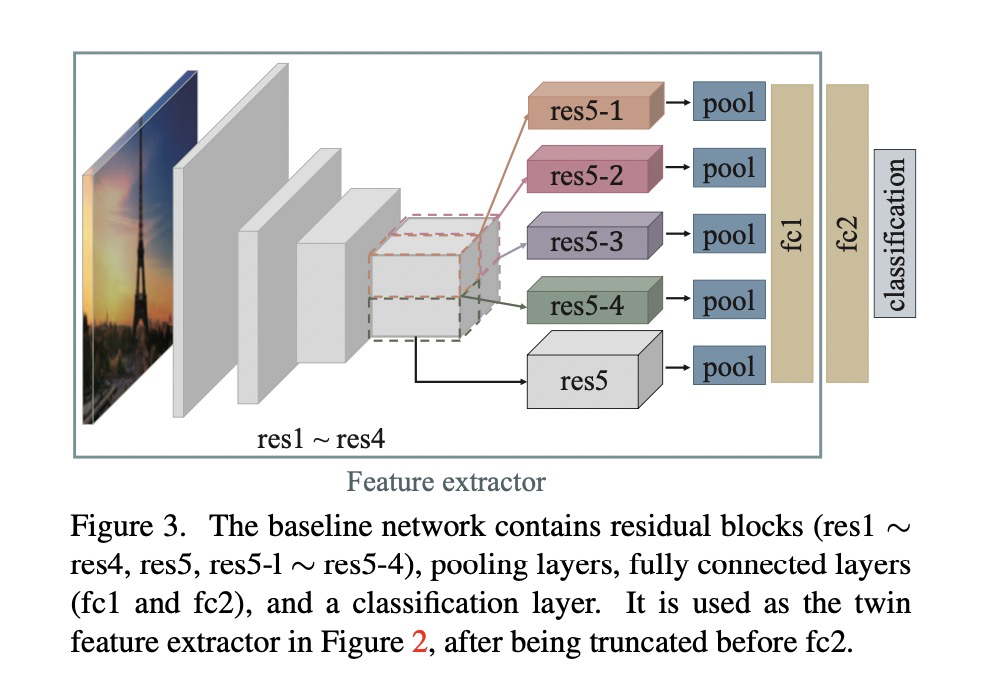 res5-1
pool
res5-2
pool
res5-3
pool
res5-4
pool
res5
pool
fc1
fc2
classification
res1 ~ res4
Feature extractor
Figure 3. The baseline network contains residual blocks (res1 ∼
res4, res5, res5-l ∼ res5-4), pooling layers, fully connected layers
(fc1 and fc2), and a classification layer. It is used as the twin
feature extractor in Figure 2, after being truncated before fc2.